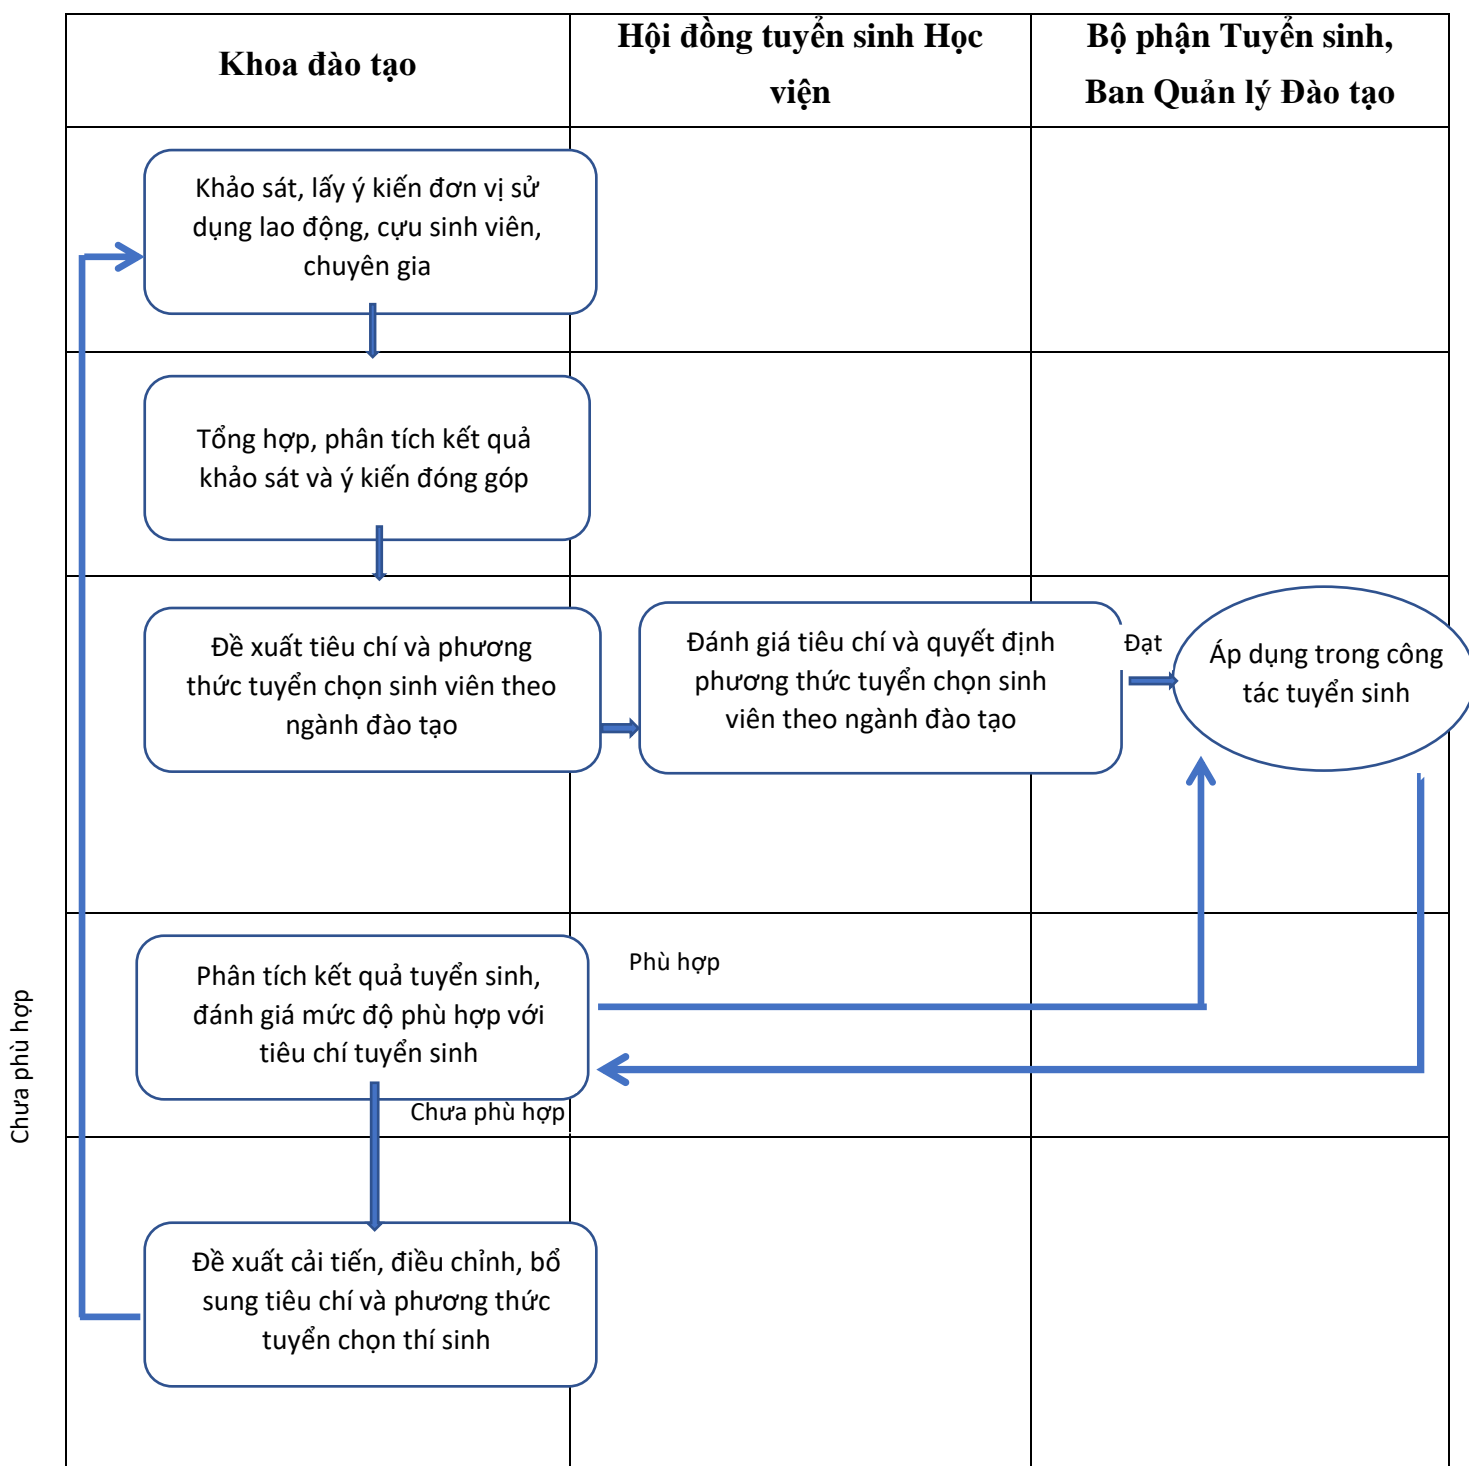 Khoa đào tạo
Hội đồng tuyển sinh Học
viện
Bộ phận Tuyển sinh,
Ban Quản lý Đào tạo
Khảo sát, lấy ý kiến đơn vị sử
dụng lao động, cựu sinh viên,
chuyên gia
Tổng hợp, phân tích kết quả
khảo sát và ý kiến đóng góp
Đề xuất tiêu chí và phương
thức tuyển chọn sinh viên theo
ngành đào tạo
Đánh giá tiêu chí và quyết định
phương thức tuyển chọn sinh
viên theo ngành đào tạo
Đạt
Áp dụng trong công
tác tuyển sinh
Phân tích kết quả tuyển sinh,
đánh giá mức độ phù hợp với
tiêu chí tuyển sinh
Phù hợp
Chưa phù hợp
Chưa phù hợp
Đề xuất cải tiến, điều chỉnh, bổ
sung tiêu chí và phương thức
tuyển chọn thí sinh